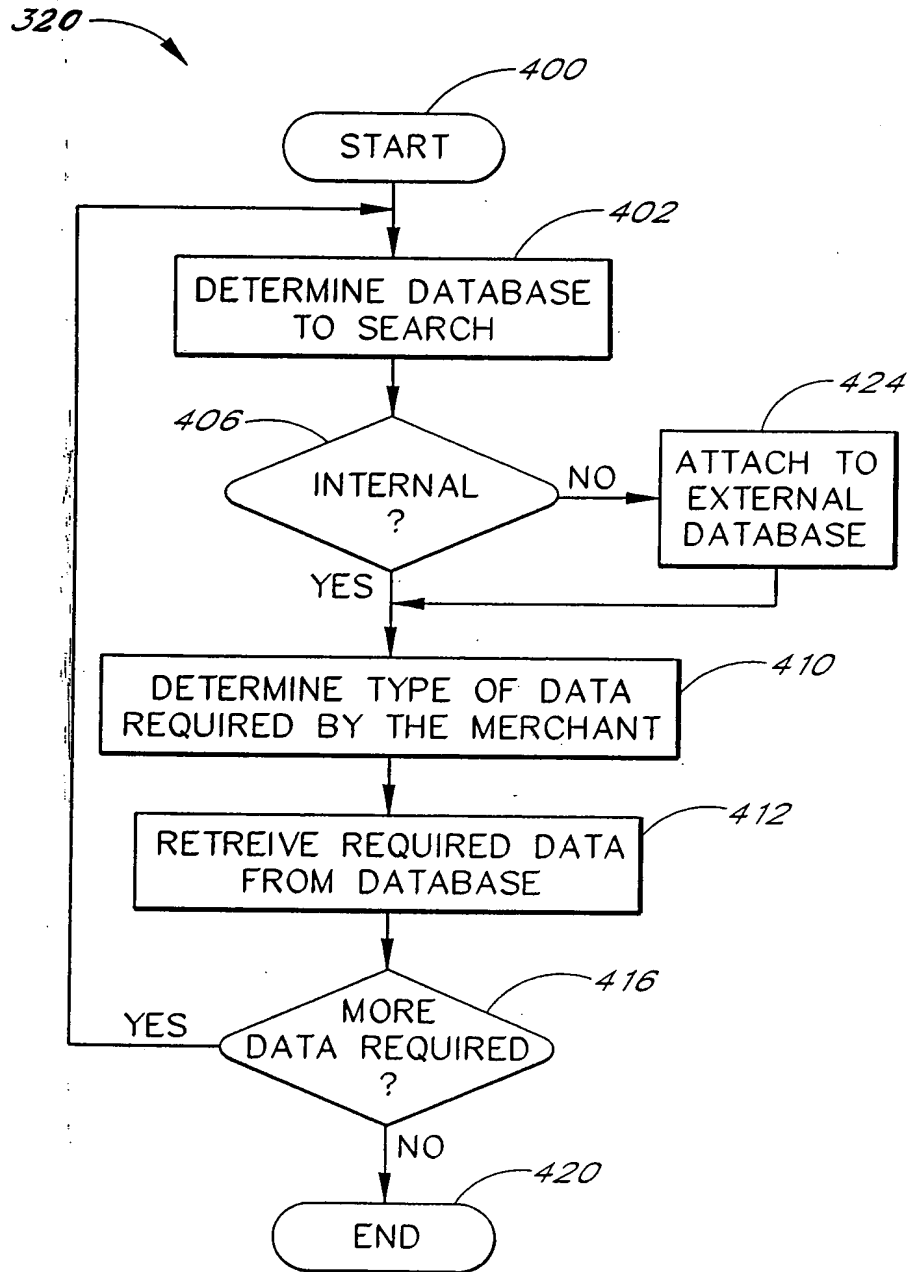 320
400
START
402
DETERMINE DATABASE
TO SEARCH
406
INTERNAL
?
NO
YES
424
ATTACH TO
EXTERNAL
DATABASE
410
DETERMINE TYPE OF DATA
REQUIRED BY THE MERCHANT
412
RETREIVE REQUIRED DATA
FROM DATABASE
416
MORE
DATA REQUIRED
?
YES
NO
420
END